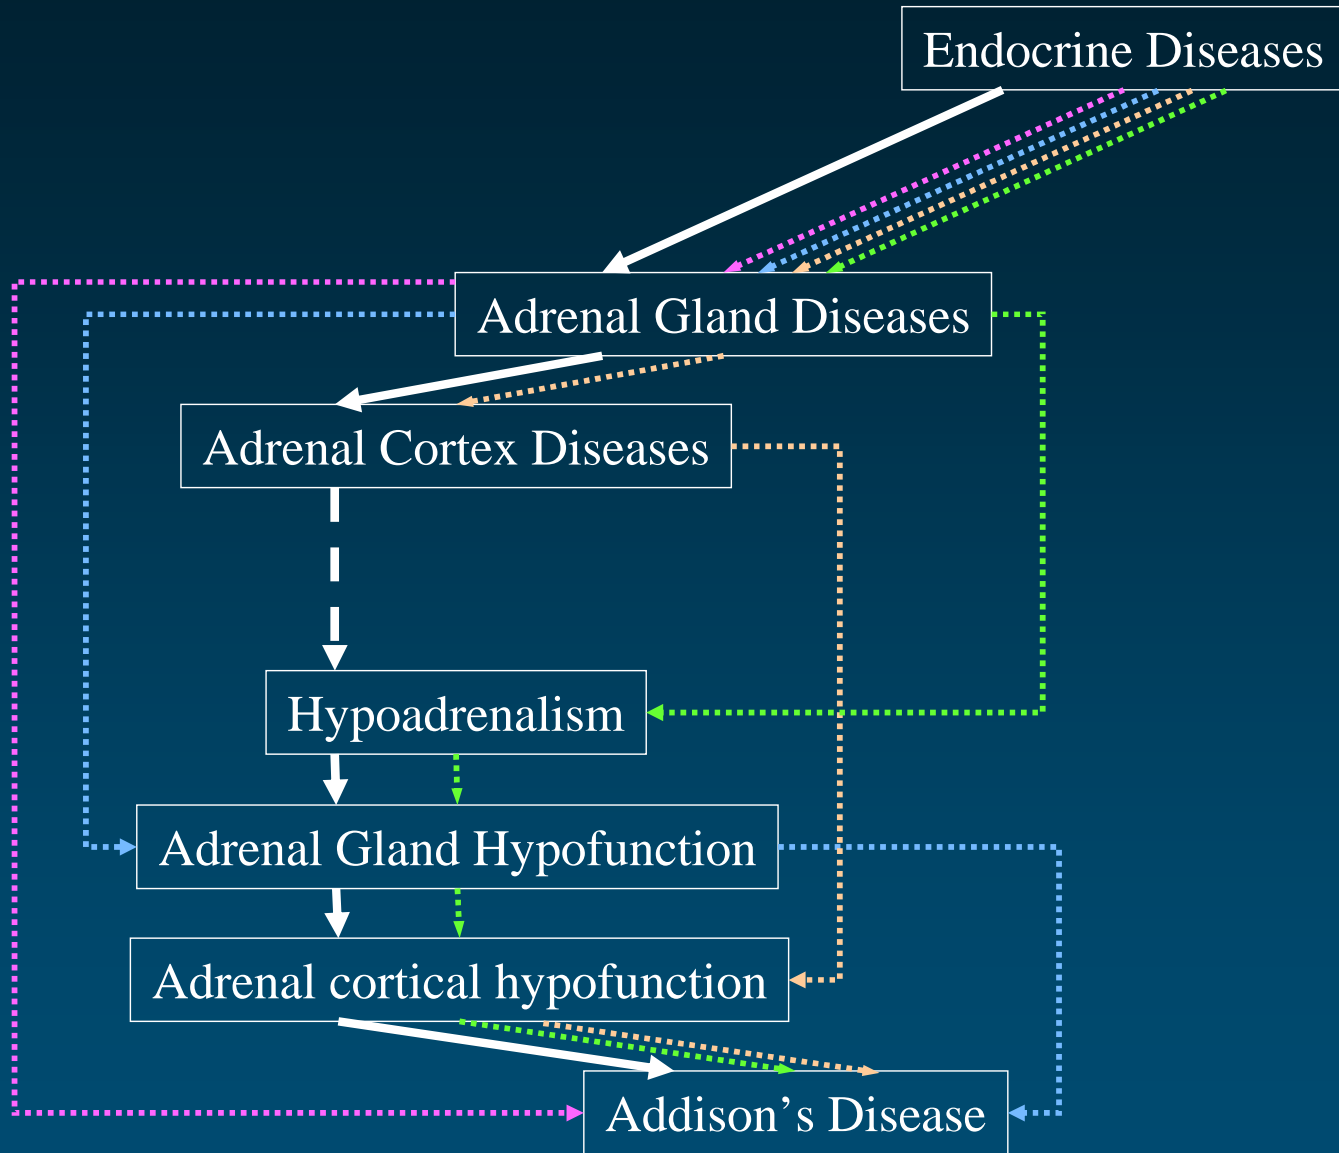 Endocrine Diseases
Adrenal Gland Diseases
Adrenal Cortex Diseases
Hypoadrenalism
Adrenal Gland Hypofunction
Adrenal cortical hypofunction
Addison’s Disease